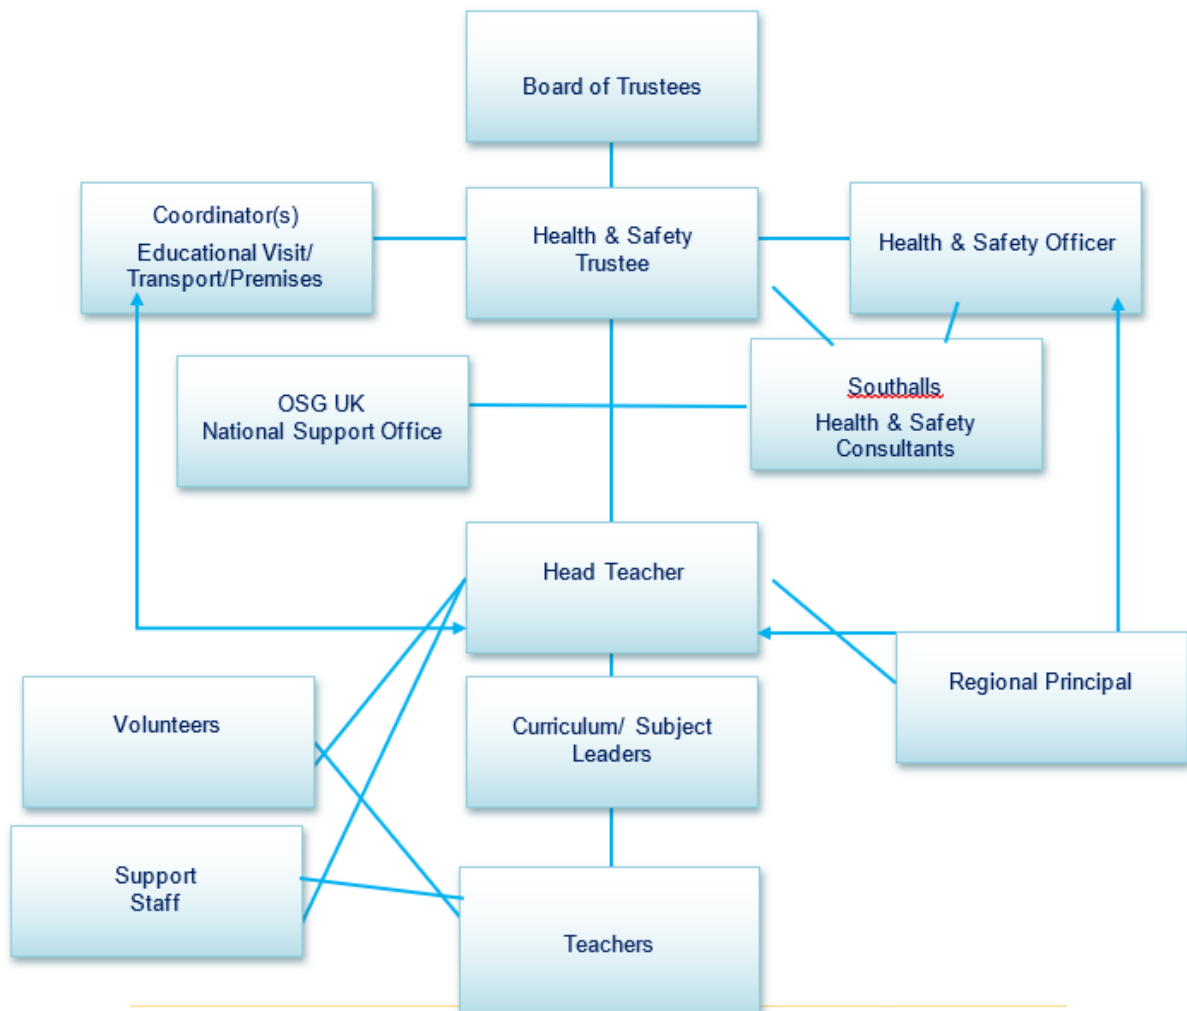 Board of Trustees
Coordinator(s)
Educational Visit/
Transport/Premises
Health & Safety
Trustee
Health & Safety Officer
OSG UK
National Support Office
Southalls
Health & Safety
Consultants
Head Teacher
Regional Principal
Volunteers
Curriculum/ Subject
Leaders
Support
Staff
Teachers